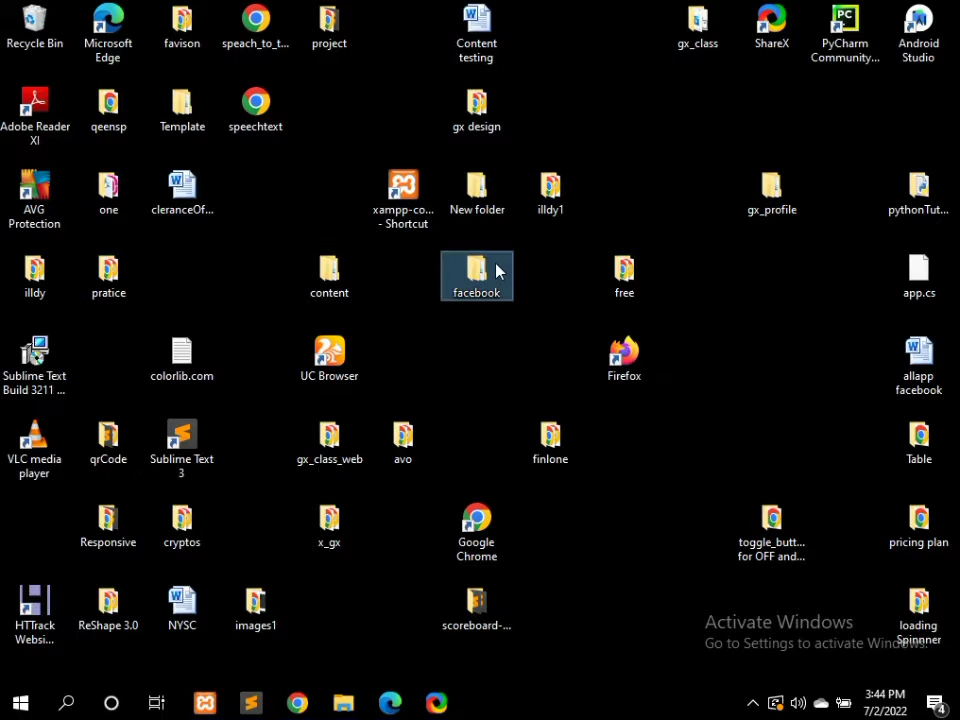 Recycle Bin
Microsoft
Edge
favison
speach_to_t...
project
Content
testing
gx_class
ShareX
PyCharm
Community...
Android
Studio
Adobe Reader
XI
qeensp
Template
speechtext
gx design
AVG
Protection
one
cleranceOf...
xampp-co...
- Shortcut
New folder
illdy1
gx_profile
pythonTut...
illdy
pratice
content
facebook
free
app.cs
Sublime Text
Build 3211 ...
colorlib.com
UC Browser
Firefox
allapp
facebook
VLC media
player
qrCode
Sublime Text
3
gx_class_web
avo
finlone
Table
Responsive
cryptos
x_gx
Google
Chrome
toggle_butt...
for OFF and...
pricing plan
HTTrack
Websi...
ReShape 3.0
NYSC
images1
scoreboard-...
loading
Spinnner
Activate Windows
Go to Settings to activate Windows.
3:44 PM
7/2/2022
4